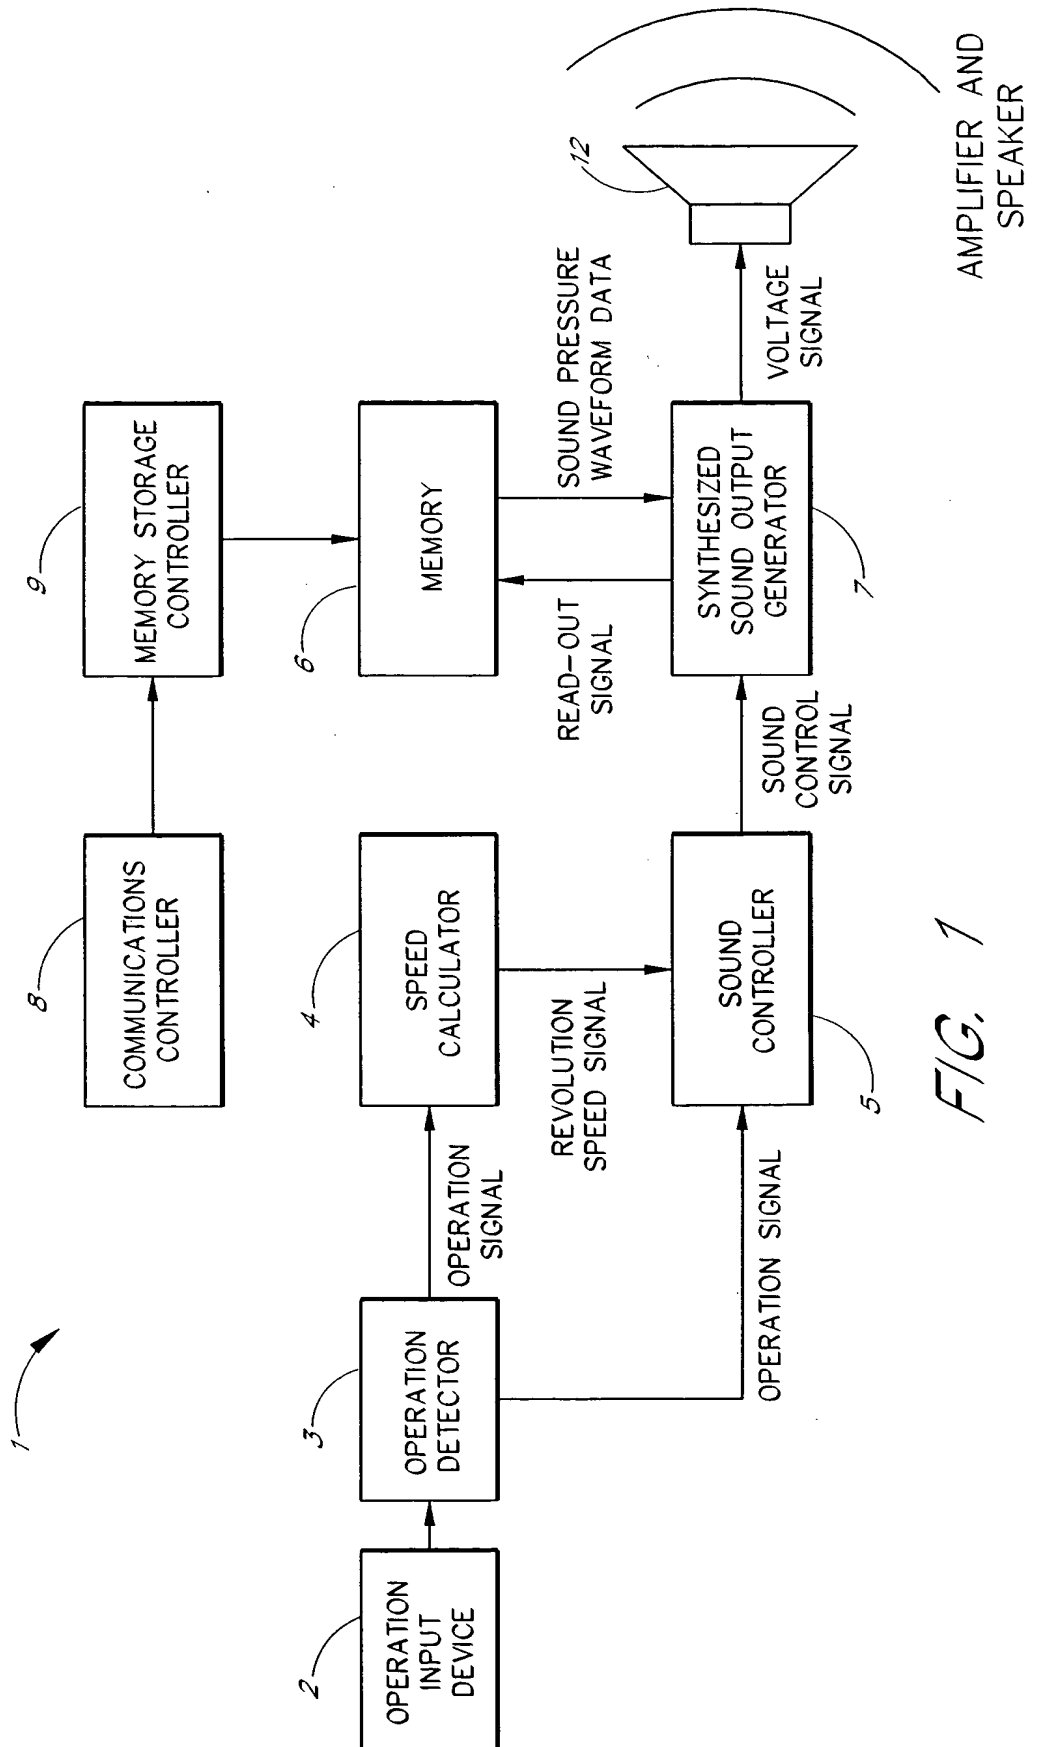 1
8
COMMUNICATIONS
CONTROLLER
9
MEMORY STORAGE
CONTROLLER
2
OPERATION
INPUT
DEVICE
3
OPERATION
DETECTOR
OPERATION
SIGNAL
4
SPEED
CALCULATOR
6
MEMORY
REVOLUTION
SPEED SIGNAL
READ-OUT
SIGNAL
SOUND PRESSURE
WAVEFORM DATA
OPERATION SIGNAL
5
SOUND
CONTROLLER
SOUND
CONTROL
SIGNAL
7
SYNTHESIZED
SOUND OUTPUT
GENERATOR
VOLTAGE
SIGNAL
12
AMPLIFIER AND
SPEAKER
FIG. 1